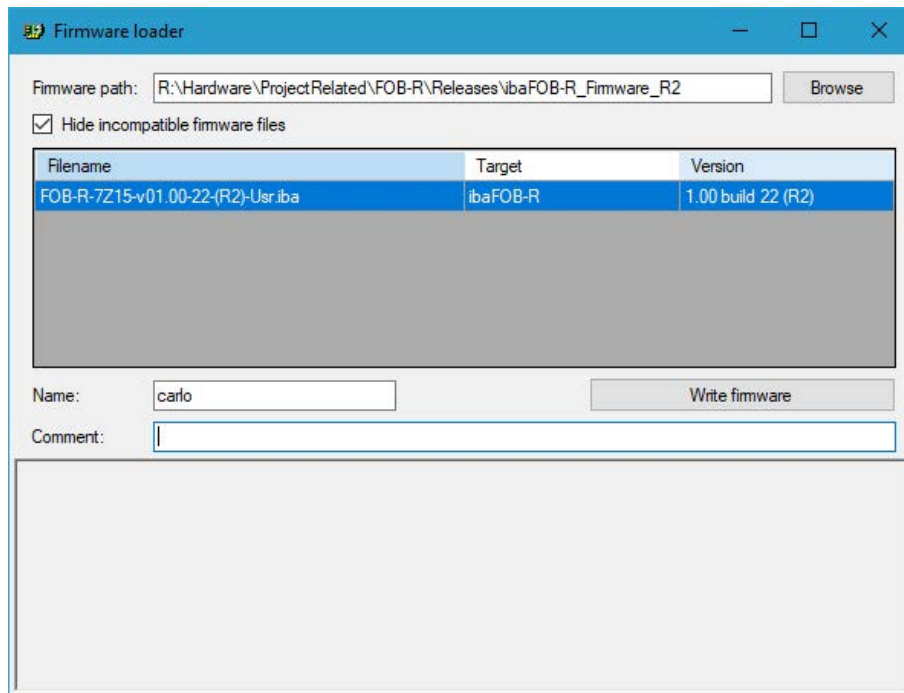 Firmware loader
Firmware path: R:\Hardware\ProjectRelated\FOB-R\Releases\ibaFOB-R_Firmware_R2 Browse
Hide incompatible firmware files
Filename Target Version
FOB-R-7Z15-v01.00-22-(R2)-Usr.iba ibaFOB-R 1.00 build 22 (R2)
Name: carlo Write firmware
Comment: